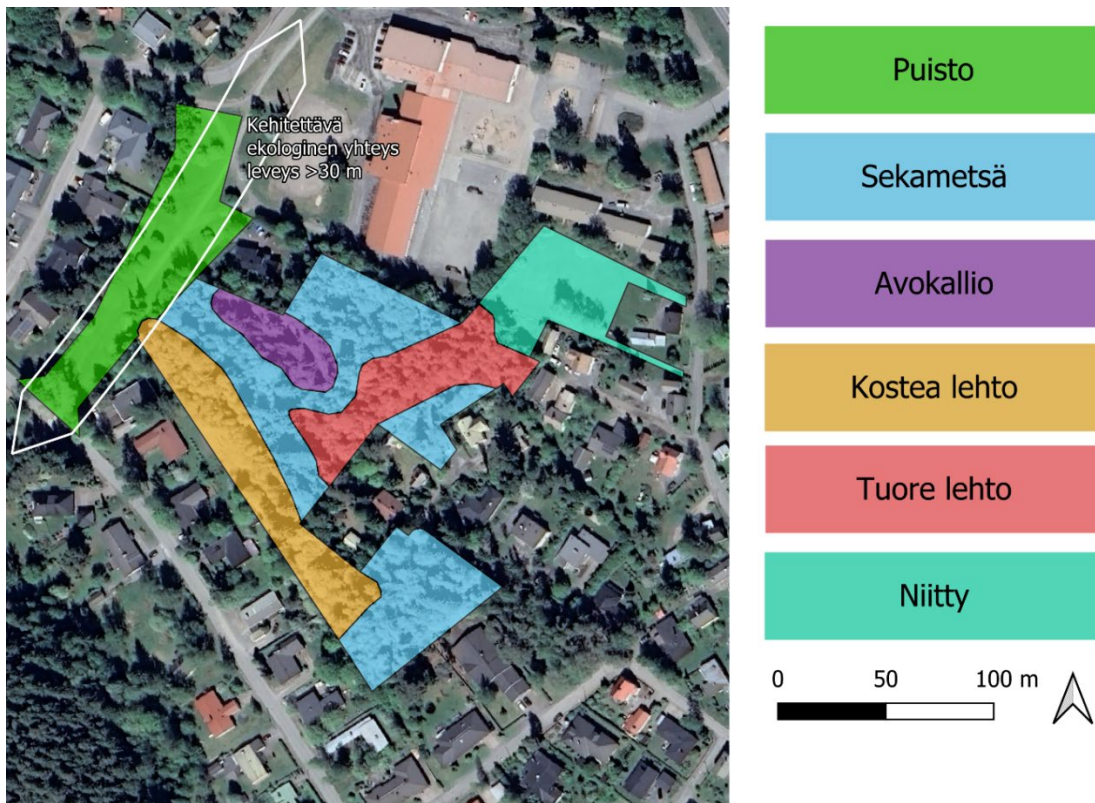 Kehitettävä
ekologinen yhteys
leveys >30 m
Puisto
Sekametsä
Avokallio
Kostea lehto
Tuore lehto
Niitty
0 50 100 m